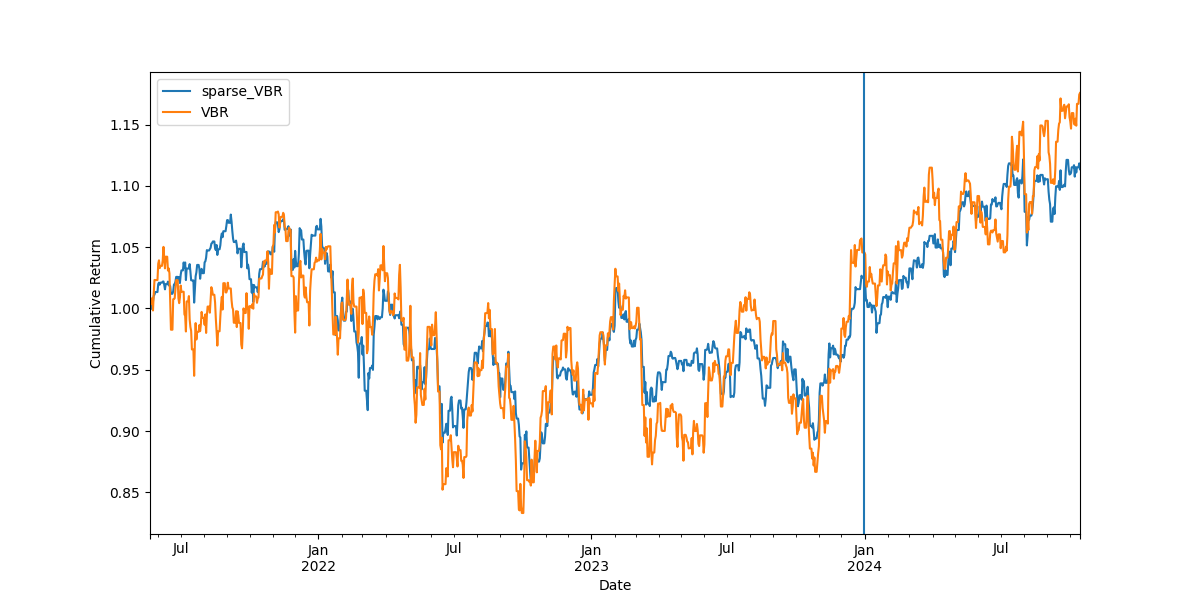 sparse_VBR
VBR
Cumulative Return
1.15
1.10
1.05
1.00
0.95
0.90
0.85
Jul
Jan
2022
Jul
Jan
2023
Jul
Jan
2024
Jul
Date